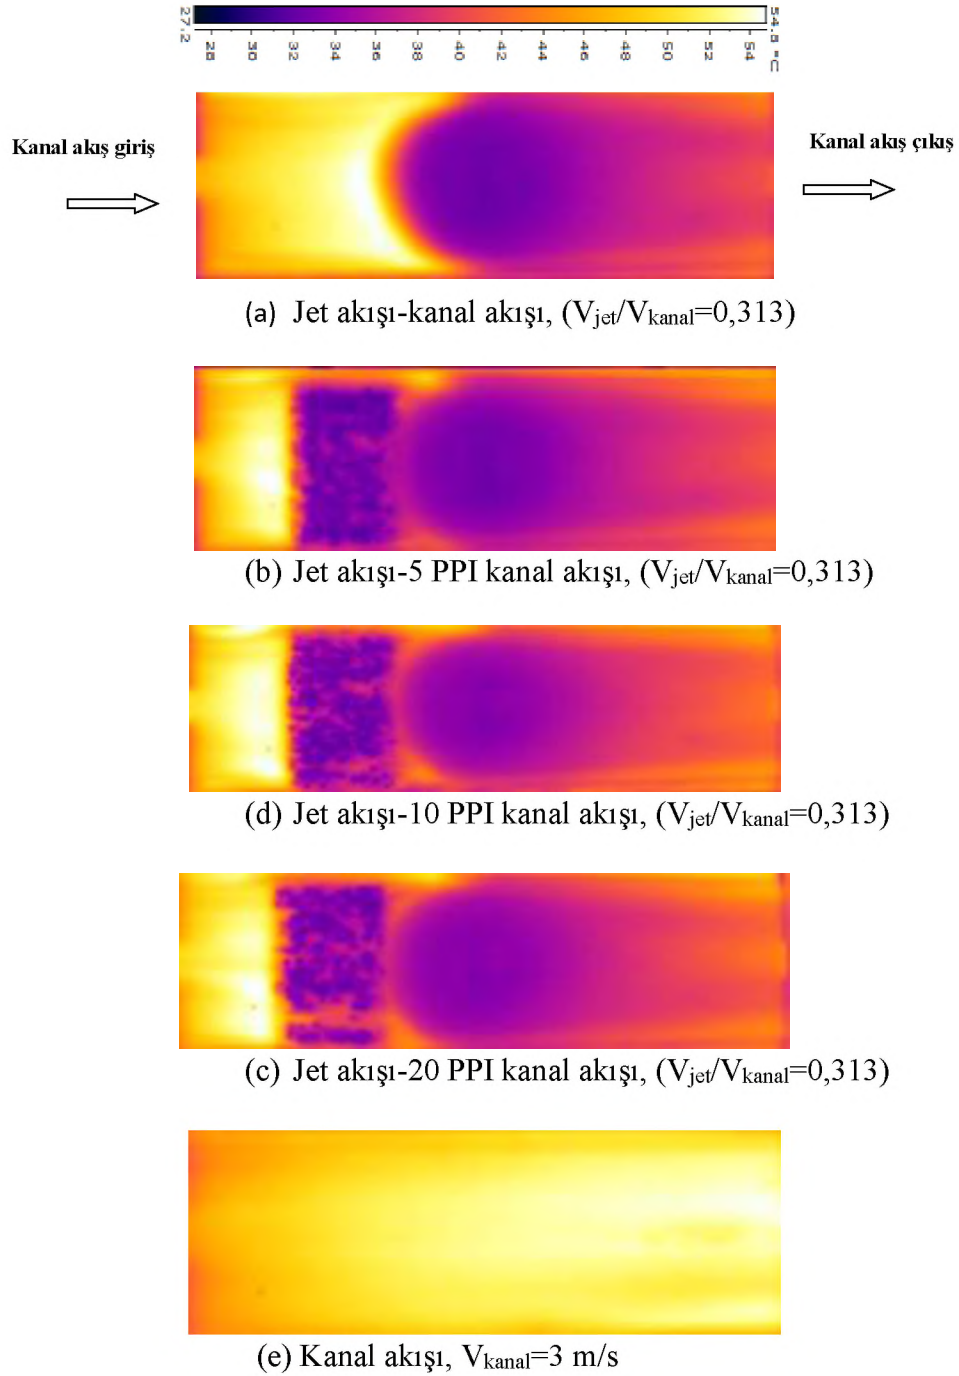 27.2 28 30 32 34 36 38 40 42 44 46 48 50 52 54 54.8 °C
Kanal akış giriş
Kanal akış çıkış
(a) Jet akışı-kanal akışı, (Vjet/Vkanal=0,313)
(b) Jet akışı-5 PPI kanal akışı, (Vjet/Vkanal=0,313)
(d) Jet akışı-10 PPI kanal akışı, (Vjet/Vkanal=0,313)
(c) Jet akışı-20 PPI kanal akışı, (Vjet/Vkanal=0,313)
(e) Kanal akışı, Vkanal=3 m/s